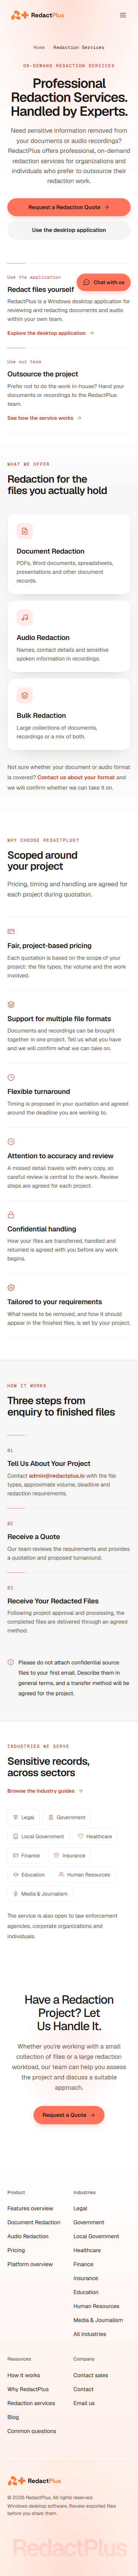 RedactPlus
Home
Redaction Services
ON-DEMAND REDACTION SERVICES
Professional
Redaction Services.
Handled by Experts.
Need sensitive information removed from
your documents or audio recordings?
RedactPlus offers professional, on-demand
redaction services for organizations and
individuals who prefer to outsource their
redaction work.
Request a Redaction Quote →
Use the desktop application
Use the application
Chat with us
Redact files yourself
RedactPlus is a Windows desktop application for
reviewing and redacting documents and audio
within your own team.
Explore the desktop application →
Use our team
Outsource the project
Prefer not to do the work in-house? Hand your
documents or recordings to the RedactPlus
team.
See how the service works →
WHAT WE OFFER
Redaction for the
files you actually hold
Document Redaction
PDFs, Word documents, spreadsheets,
presentations and other document
records.
Audio Redaction
Names, contact details and sensitive
spoken information in recordings.
Bulk Redaction
Large collections of documents,
recordings or a mix of both.
Not sure whether your document or audio format
is covered? Contact us about your format and
we will confirm whether we can take it on.
WHY CHOOSE REDACTPLUS?
Scoped around
your project
Pricing, timing and handling are agreed for
each project during quotation.
Fair, project-based pricing
Each quotation is based on the scope of your
project: the file types, the volume and the work
involved.
Support for multiple file formats
Documents and recordings can be brought
together in one project. Tell us what you have
and we will confirm what we can take on.
Flexible turnaround
Timing is proposed in your quotation and agreed
around the deadline you are working to.
Attention to accuracy and review
A missed detail travels with every copy, so
careful review is central to the work. Review
steps are agreed for each project.
Confidential handling
How your files are transferred, handled and
returned is agreed with you before any work
begins.
Tailored to your requirements
What needs to be removed, and how it should
appear in the finished files, is set by your project.
HOW IT WORKS
Three steps from
enquiry to finished files
01
Tell Us About Your Project
Contact admin@redactplus.io with the file
types, approximate volume, deadline and
redaction requirements.
02
Receive a Quote
Our team reviews the requirements and provides
a quotation and proposed turnaround.
03
Receive Your Redacted Files
Following project approval and processing, the
completed files are delivered through an agreed
method.
Please do not attach confidential source
files to your first email. Describe them in
general terms, and a transfer method will be
agreed for the project.
INDUSTRIES WE SERVE
Sensitive records,
across sectors
Browse the industry guides →
Legal
Government
Local Government
Healthcare
Finance
Insurance
Education
Human Resources
Media & Journalism
The service is also open to law enforcement
agencies, corporate organizations and
individuals.
Have a Redaction
Project? Let
Us Handle It.
Whether you're working with a small
collection of files or a large redaction
workload, our team can help you assess
the project and discuss a suitable
approach.
Request a Quote →
Product
Features overview
Document Redaction
Audio Redaction
Pricing
Platform overview
Industries
Legal
Government
Local Government
Healthcare
Finance
Insurance
Education
Human Resources
Media & Journalism
All industries
Resources
How it works
Why RedactPlus
Redaction services
Blog
Common questions
Company
Contact sales
Contact
Email us
RedactPlus
© 2026 RedactPlus. All rights reserved.
Windows desktop software. Review exported files
before you share them.
RedactPlus